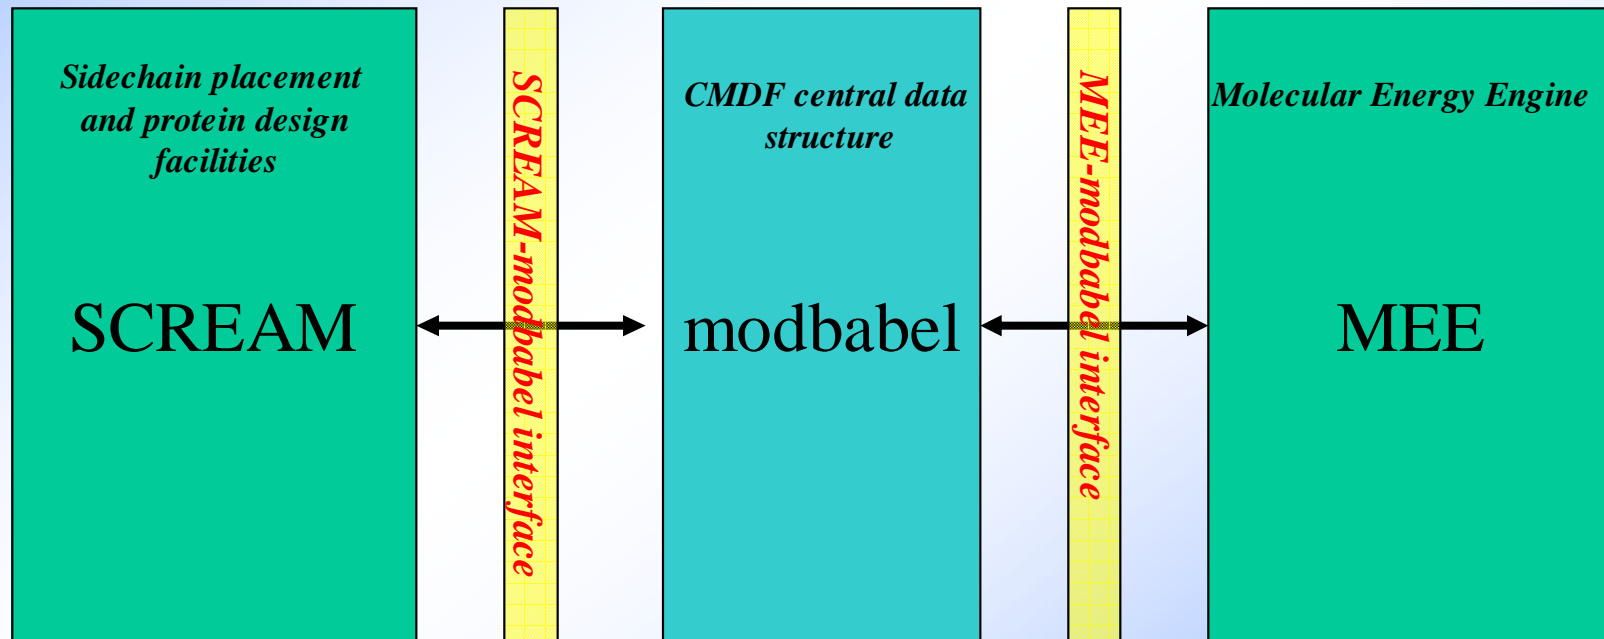 Sidechain placement
and protein design
facilities
SCREAM
SCREAM-modbabel interface
CMDF central data
structure
modbabel
MEE-modbabel interface
Molecular Energy Engine
MEE